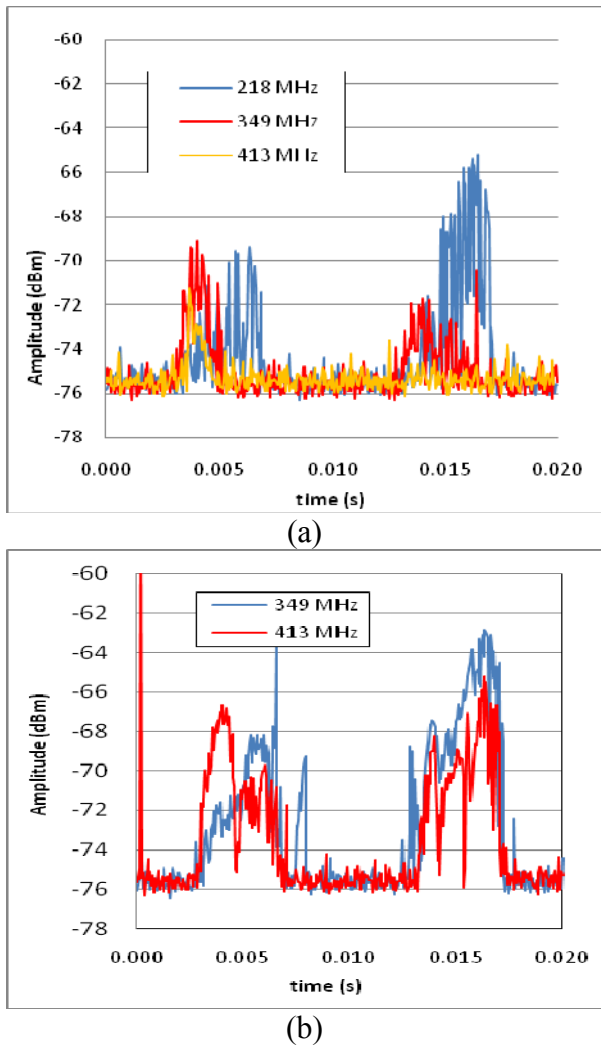 -60
-62
-64
-66
-68
-70
-72
-74
-76
-78
Amplitude (dBm)
218 MHz
349 MHz
413 MHz
0.000 0.005 0.010 0.015 0.020
time (s)
(a)
-60
-62
-64
-66
-68
-70
-72
-74
-76
-78
Amplitude (dBm)
349 MHz
413 MHz
0.000 0.005 0.010 0.015 0.020
time (s)
(b)